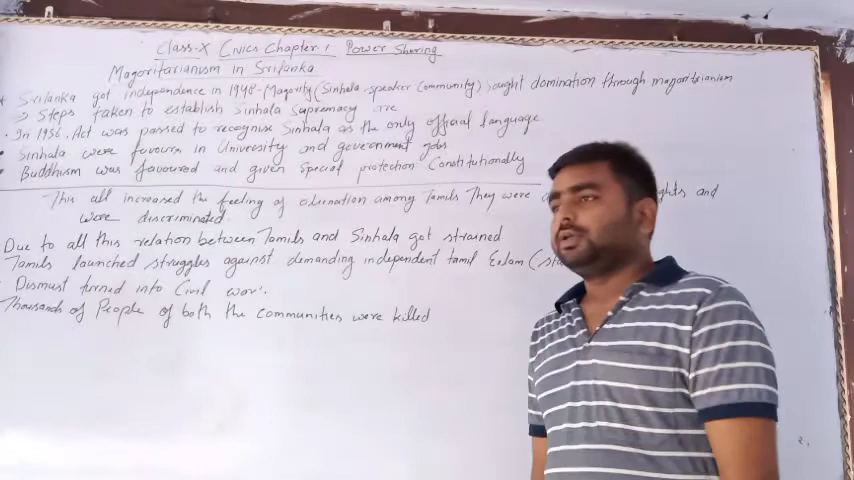 Class-X Civics Chapter 1 Power Sharing
Magoritarianism in Srilanka
Srilanka got independence in 1948 - Magority (Sinhala-speaker community) sought domination through magoritarianism
Steps taken to establish Sinhala Supremacy are
• In 1956, Act was passed to recognise Sinhala as the only official language
• Sinhala were favours in University and government jobs
• Buddhism was favoured and given special protection Constitutionally
This all increased the feeling of alienation among Tamils They were and
were discriminated.
Due to all this relation between Tamils and Sinhala got strained
Tamils launched struggles against demanding independent tamil Eelam
Dismust turned into Civil war.
Thousands of People of both the communities were killed